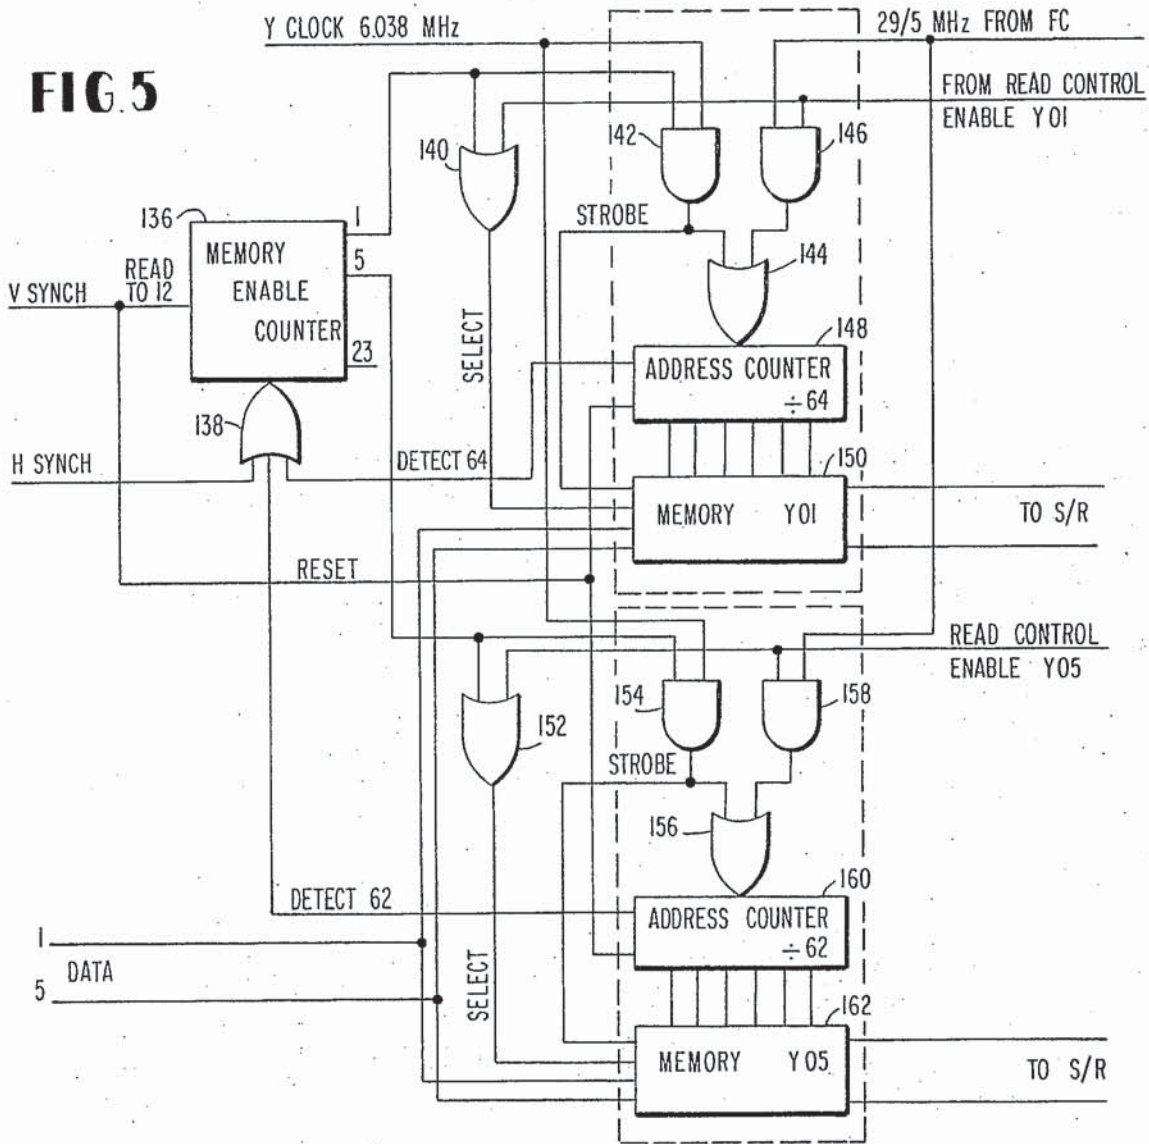 Y CLOCK 6.038 MHz
29/5 MHz FROM FC
FIG.5
FROM READ CONTROL
ENABLE Y01
142
146
140
136
1
STROBE
MEMORY
ENABLE
COUNTER
5
READ
TO 12
V SYNCH
144
23
SELECT
148
ADDRESS COUNTER
÷64
138
H SYNCH
DETECT 64
150
MEMORY Y01
TO S/R
RESET
READ CONTROL
ENABLE Y05
154
158
152
STROBE
156
160
DETECT 62
ADDRESS COUNTER
÷62
1
DATA
5
SELECT
162
MEMORY Y05
TO S/R